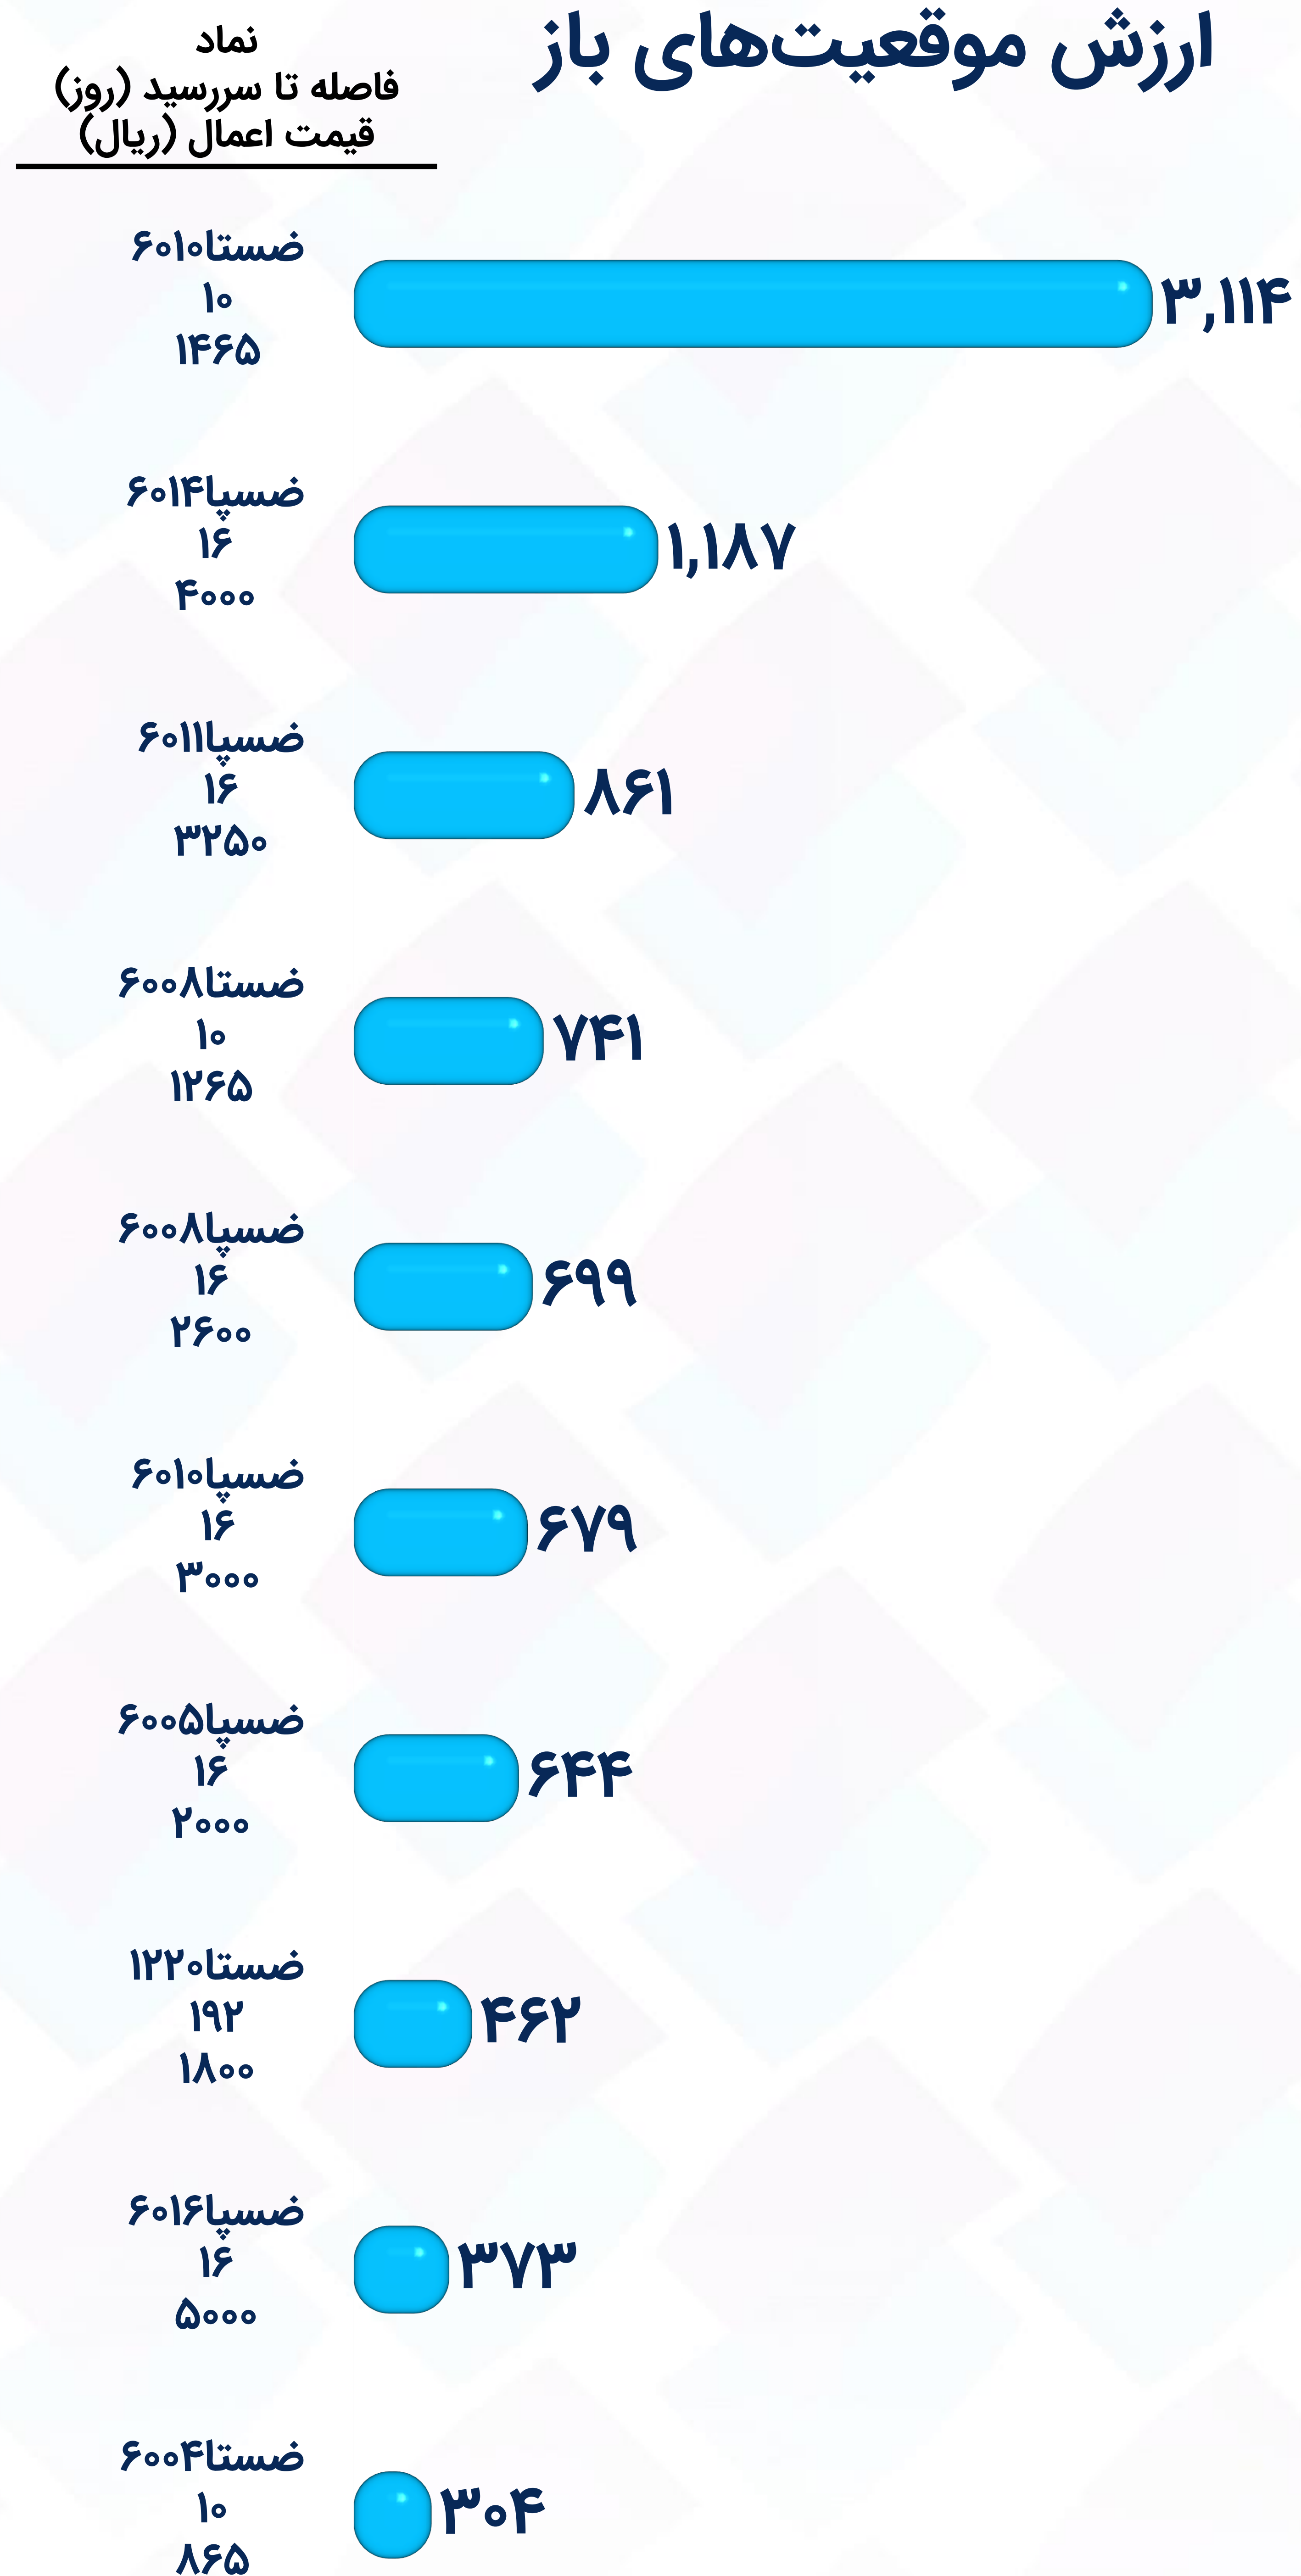 ارزش موقعیت‌های باز
نماد
فاصله تا سررسید (روز)
قیمت اعمال (ریال)
ضستا۶۰۱۰
۱۰
۱۴۶۵
۳,۱۱۴
ضسپا۶۰۱۴
۱۶
۴۰۰۰
۱,۱۸۷
ضسپا۶۰۱۱
۱۶
۳۲۵۰
۸۶۱
ضستا۶۰۰۸
۱۰
۱۲۶۵
۷۴۱
ضسپا۶۰۰۸
۱۶
۲۶۰۰
۶۹۹
ضسپا۶۰۱۰
۱۶
۳۰۰۰
۶۷۹
ضسپا۶۰۰۵
۱۶
۲۰۰۰
۶۴۴
ضستا۱۲۲۰
۱۹۲
۱۸۰۰
۴۶۲
ضسپا۶۰۱۶
۱۶
۵۰۰۰
۳۷۳
ضستا۶۰۰۴
۱۰
۸۶۵
۳۰۴